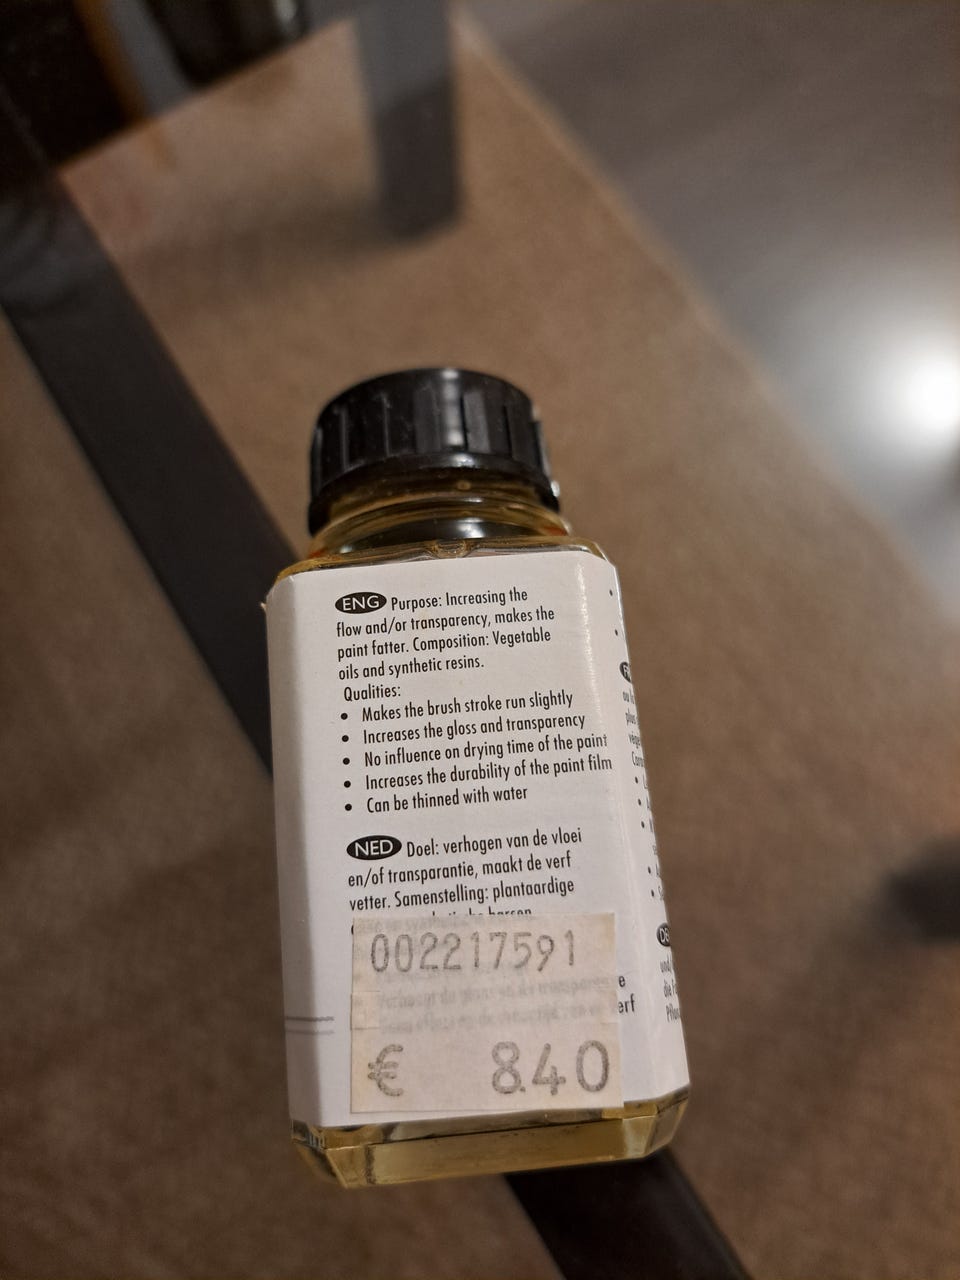 ENG Purpose: Increasing the
flow and/or transparency, makes the
paint fatter. Composition: Vegetable
oils and synthetic resins.
Qualities:
• Makes the brush stroke run slightly
• Increases the gloss and transparency
• No influence on drying time of the paint
• Increases the durability of the paint film
• Can be thinned with water
NED Doel: verhogen van de vloei
en/of transparantie, maakt de verf
vetter. Samenstelling: plantaardige
harsen
002217591
€ 8.40